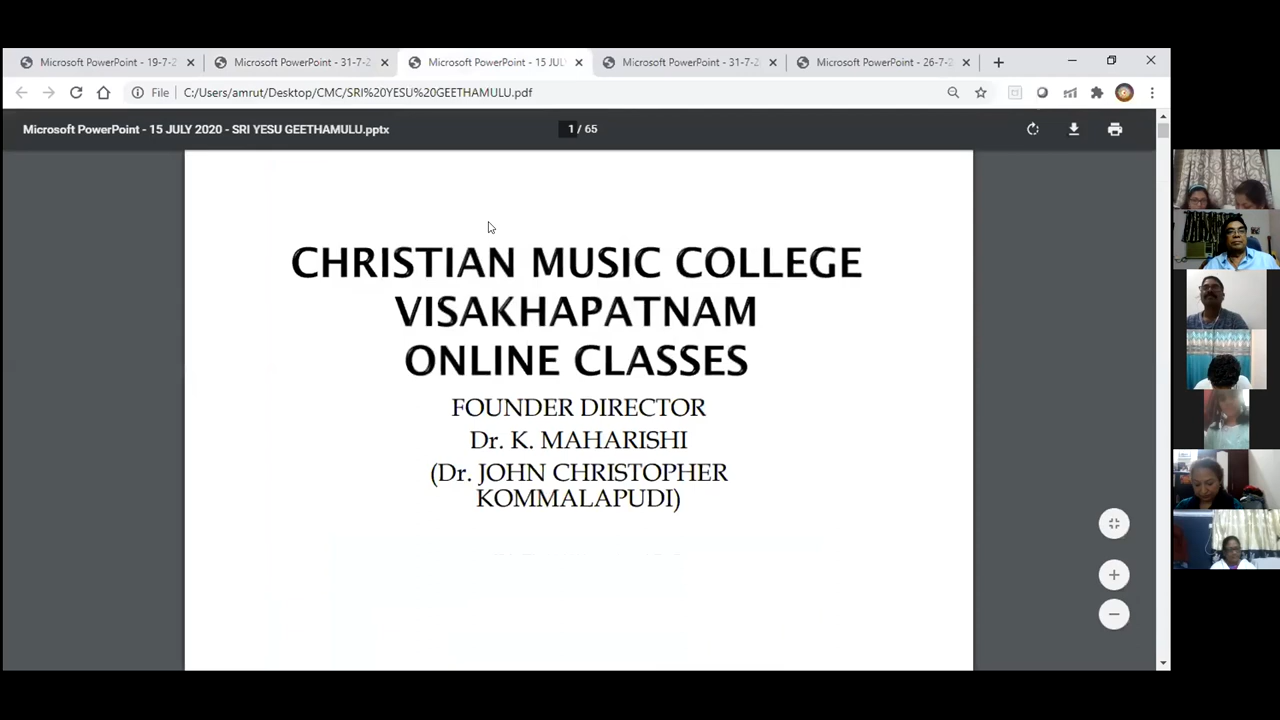 Microsoft PowerPoint - 19-7-2
Microsoft PowerPoint - 31-7-2
Microsoft PowerPoint - 15 JUL
Microsoft PowerPoint - 31-7-2
Microsoft PowerPoint - 26-7-2
File
C:/Users/amrut/Desktop/CMC/SRI%20YESU%20GEETHAMULU.pdf
Microsoft PowerPoint - 15 JULY 2020 - SRI YESU GEETHAMULU.pptx
1 / 65
CHRISTIAN MUSIC COLLEGE
VISAKHAPATNAM
ONLINE CLASSES
FOUNDER DIRECTOR
Dr. K. MAHARISHI
(Dr. JOHN CHRISTOPHER
KOMMALAPUDI)